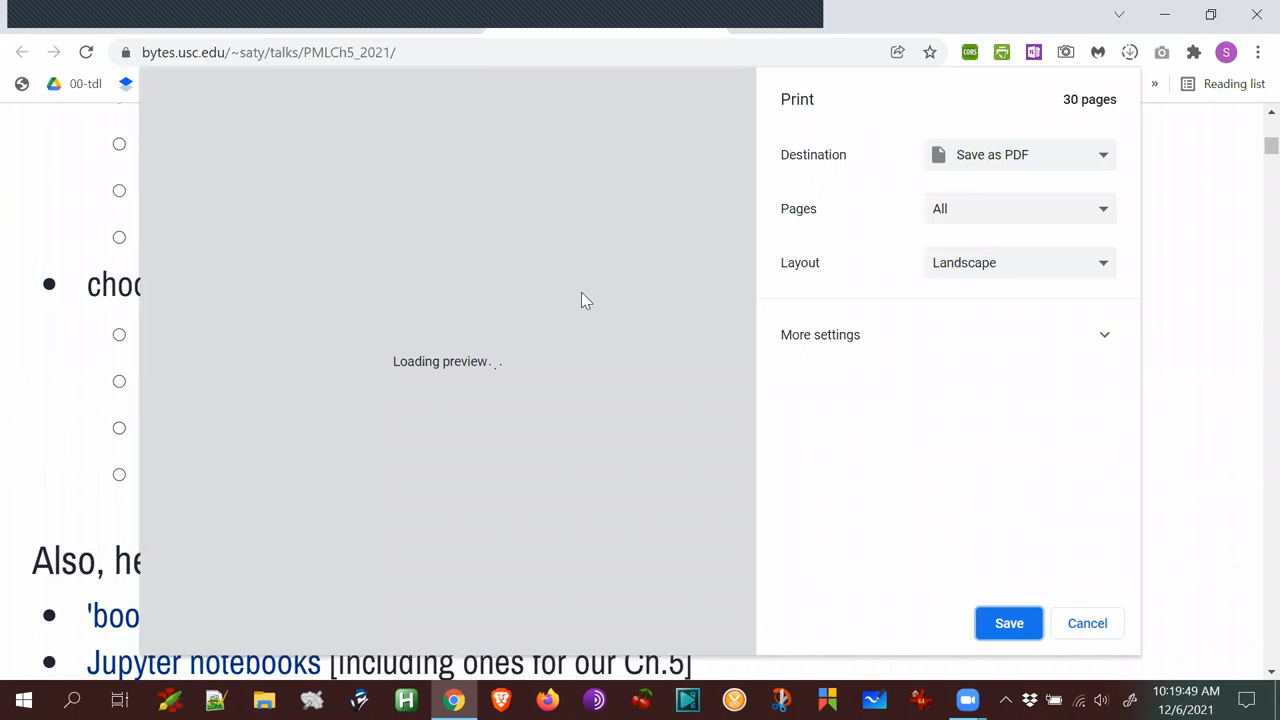 bytes.usc.edu/~saty/talks/PMLCh5_2021/
CORS
N
S
00-tdl
»
Reading list
Print
30 pages
Destination
Save as PDF
Pages
All
Layout
Landscape
More settings
Loading preview...
Save
Cancel
choo
Also, he
'boo
Jupyter notebooks [including ones for our Ch.5]
H
10:19:49 AM
12/6/2021